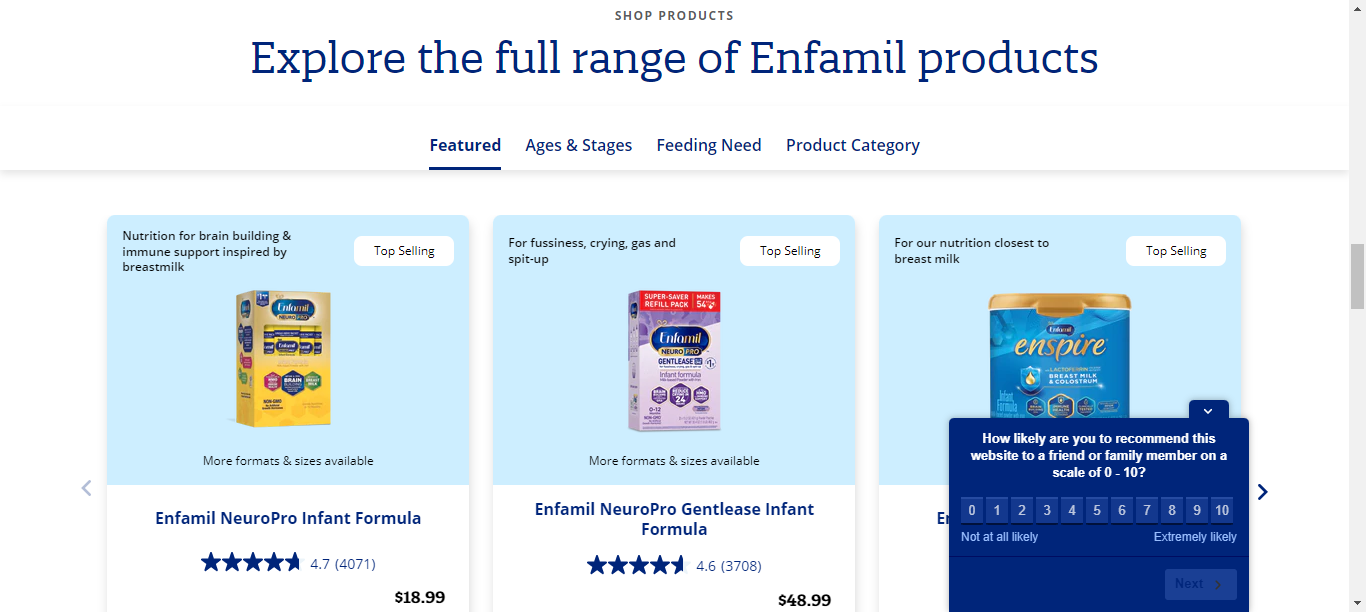 SHOP PRODUCTS
Explore the full range of Enfamil products
Featured
Ages & Stages
Feeding Need
Product Category
Nutrition for brain building &
immune support inspired by
breastmilk
Top Selling
Enfamil
NEUROPRO
Enfamil
BRAIN
NON-GMO
More formats & sizes available
Enfamil NeuroPro Infant Formula
4.7 (4071)
$18.99
For fussiness, crying, gas and
spit-up
Top Selling
SUPER-SAVER
REFILL PACK
MAKES
54
Enfamil
NEUROPRO
GENTLEASE
Infant formula
0-12
More formats & sizes available
Enfamil NeuroPro Gentlease Infant
Formula
4.6 (3708)
$48.99
For our nutrition closest to
breast milk
Top Selling
Enfamil
enspire
LACTOFERRIN
BREAST MILK
& COLOSTRUM
Infant
Formula
How likely are you to recommend this
website to a friend or family member on a
scale of 0 - 10?
0 1 2 3 4 5 6 7 8 9 10
Not at all likely
Extremely likely
Next